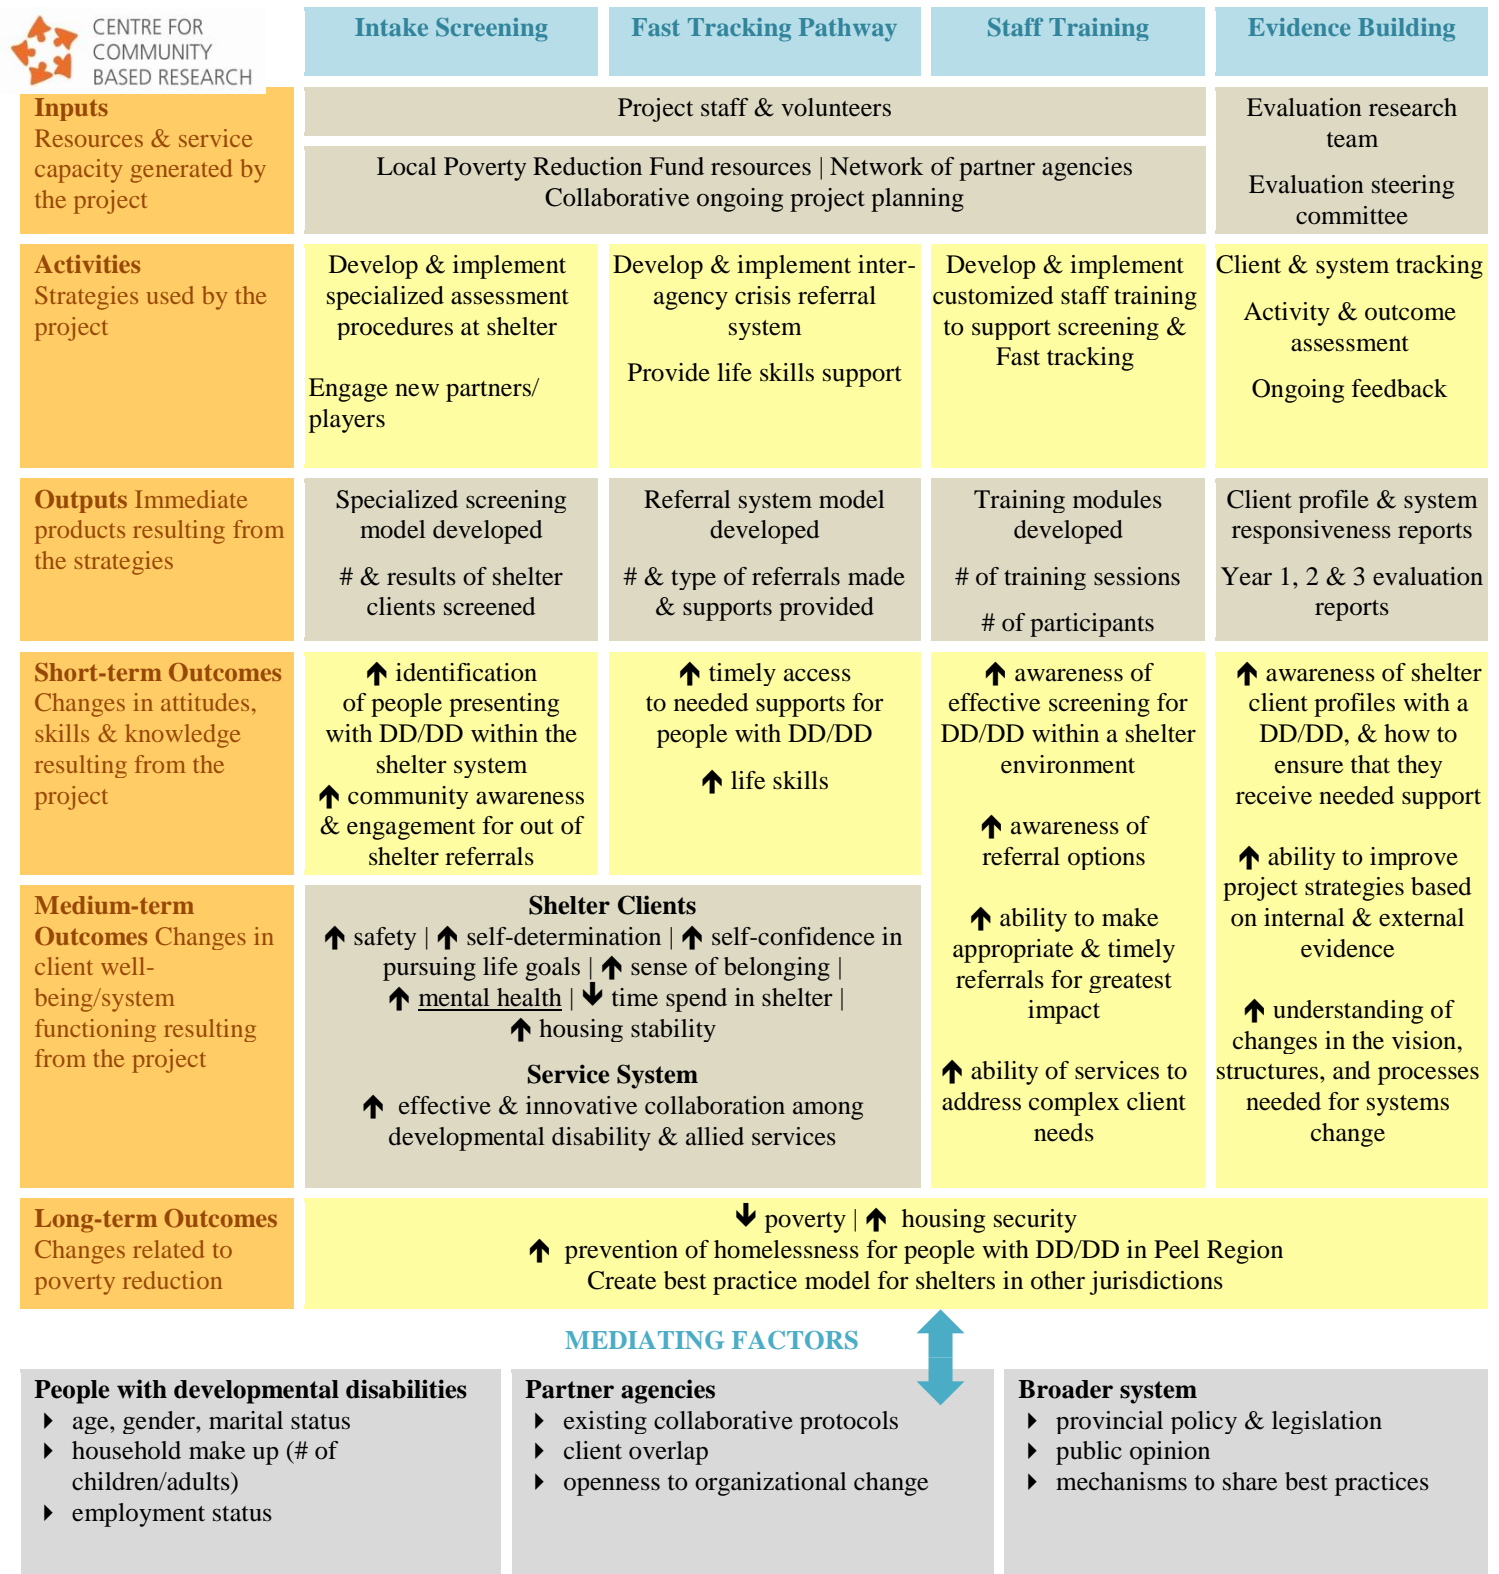 CENTRE FOR
COMMUNITY
BASED RESEARCH
Intake Screening
Fast Tracking Pathway
Staff Training
Evidence Building
Inputs
Resources & service
capacity generated by
the project
Project staff & volunteers
Local Poverty Reduction Fund resources | Network of partner agencies
Collaborative ongoing project planning
Evaluation research
team
Evaluation steering
committee
Activities
Strategies used by the
project
Develop & implement
specialized assessment
procedures at shelter
Engage new partners/
players
Develop & implement inter-
agency crisis referral
system
Provide life skills support
Develop & implement
customized staff training
to support screening &
Fast tracking
Client & system tracking
Activity & outcome
assessment
Ongoing feedback
Outputs Immediate
products resulting from
the strategies
Specialized screening
model developed
# & results of shelter
clients screened
Referral system model
developed
# & type of referrals made
& supports provided
Training modules
developed
# of training sessions
# of participants
Client profile & system
responsiveness reports
Year 1, 2 & 3 evaluation
reports
Short-term Outcomes
Changes in attitudes,
skills & knowledge
resulting from the
project
🡹 identification
of people presenting
with DD/DD within the
shelter system
🡹 community awareness
& engagement for out of
shelter referrals
🡹 timely access
to needed supports for
people with DD/DD
🡹 life skills
🡹 awareness of
effective screening for
DD/DD within a shelter
environment
🡹 awareness of
referral options
🡹 ability to make
appropriate & timely
referrals for greatest
impact
🡹 ability of services to
address complex client
needs
🡹 awareness of shelter
client profiles with a
DD/DD, & how to
ensure that they
receive needed support
🡹 ability to improve
project strategies based
on internal & external
evidence
🡹 understanding of
changes in the vision,
structures, and processes
needed for systems
change
Medium-term
Outcomes Changes in
client well-
being/system
functioning resulting
from the project
Shelter Clients
🡹 safety | 🡹 self-determination | 🡹 self-confidence in
pursuing life goals | 🡹 sense of belonging |
🡹 mental health | 🡻 time spend in shelter |
🡹 housing stability
Service System
🡹 effective & innovative collaboration among
developmental disability & allied services
Long-term Outcomes
Changes related to
poverty reduction
🡻 poverty | 🡹 housing security
🡹 prevention of homelessness for people with DD/DD in Peel Region
Create best practice model for shelters in other jurisdictions
MEDIATING FACTORS
People with developmental disabilities
age, gender, marital status
household make up (# of
children/adults)
employment status
Partner agencies
existing collaborative protocols
client overlap
openness to organizational change
Broader system
provincial policy & legislation
public opinion
mechanisms to share best practices